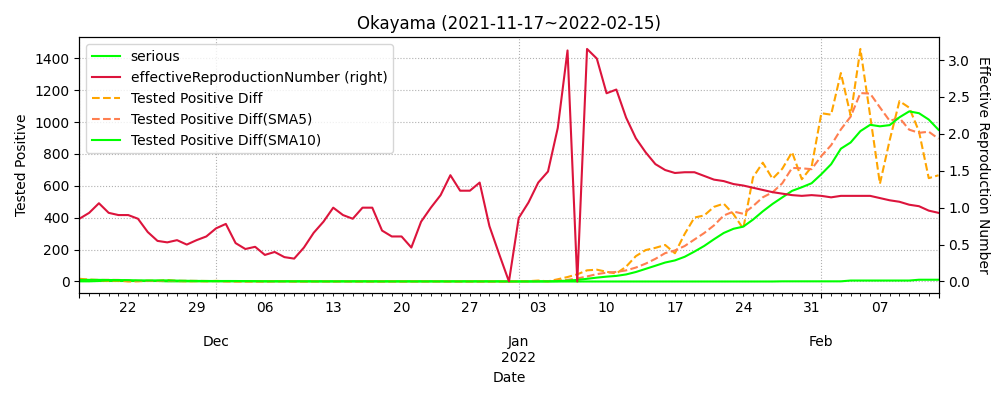 Okayama (2021-11-17~2022-02-15)
serious
effectiveReproductionNumber (right)
Tested Positive Diff
Tested Positive Diff(SMA5)
Tested Positive Diff(SMA10)
Tested Positive
1400
1200
1000
800
600
400
200
0
Effective Reproduction Number
3.0
2.5
2.0
1.5
1.0
0.5
0.0
22 29 06 13 20 27 03 10 17 24 31 07
Dec Jan Feb
2022
Date